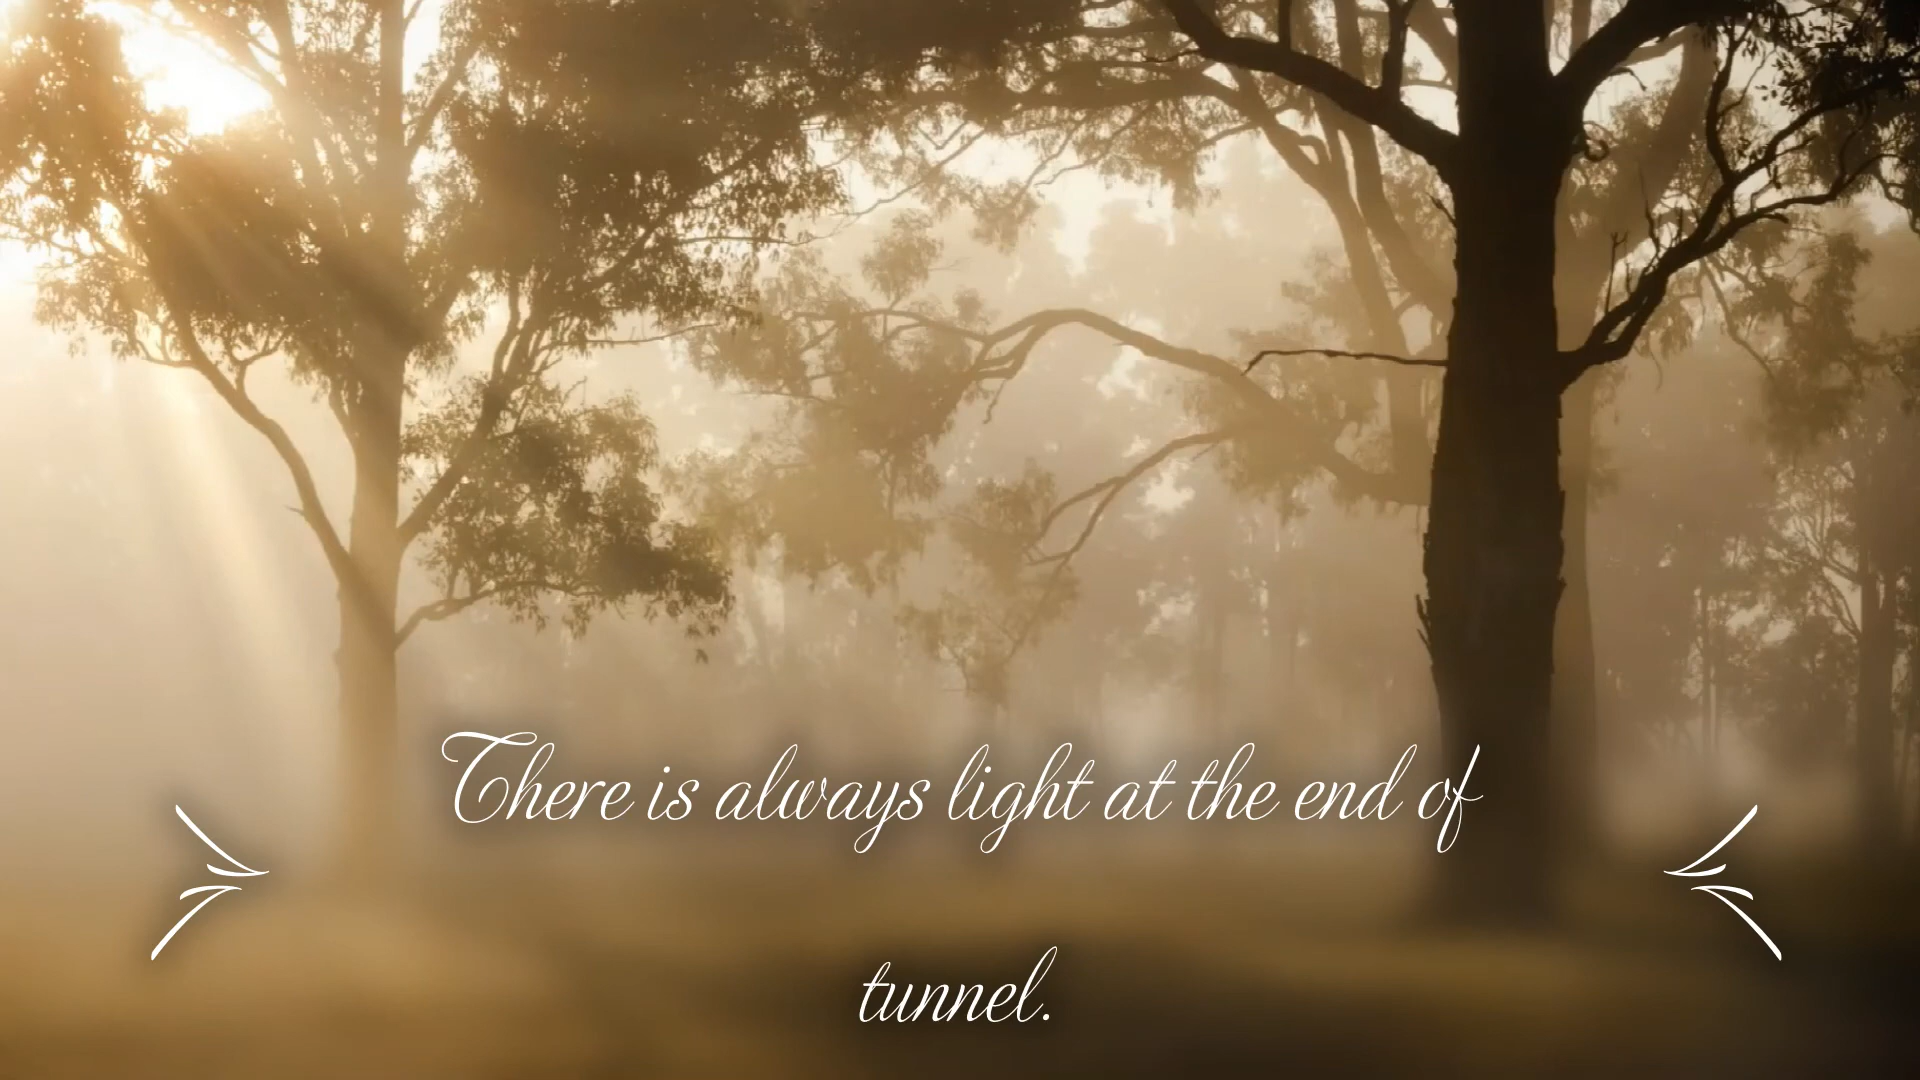 There is always light at the end of
tunnel.